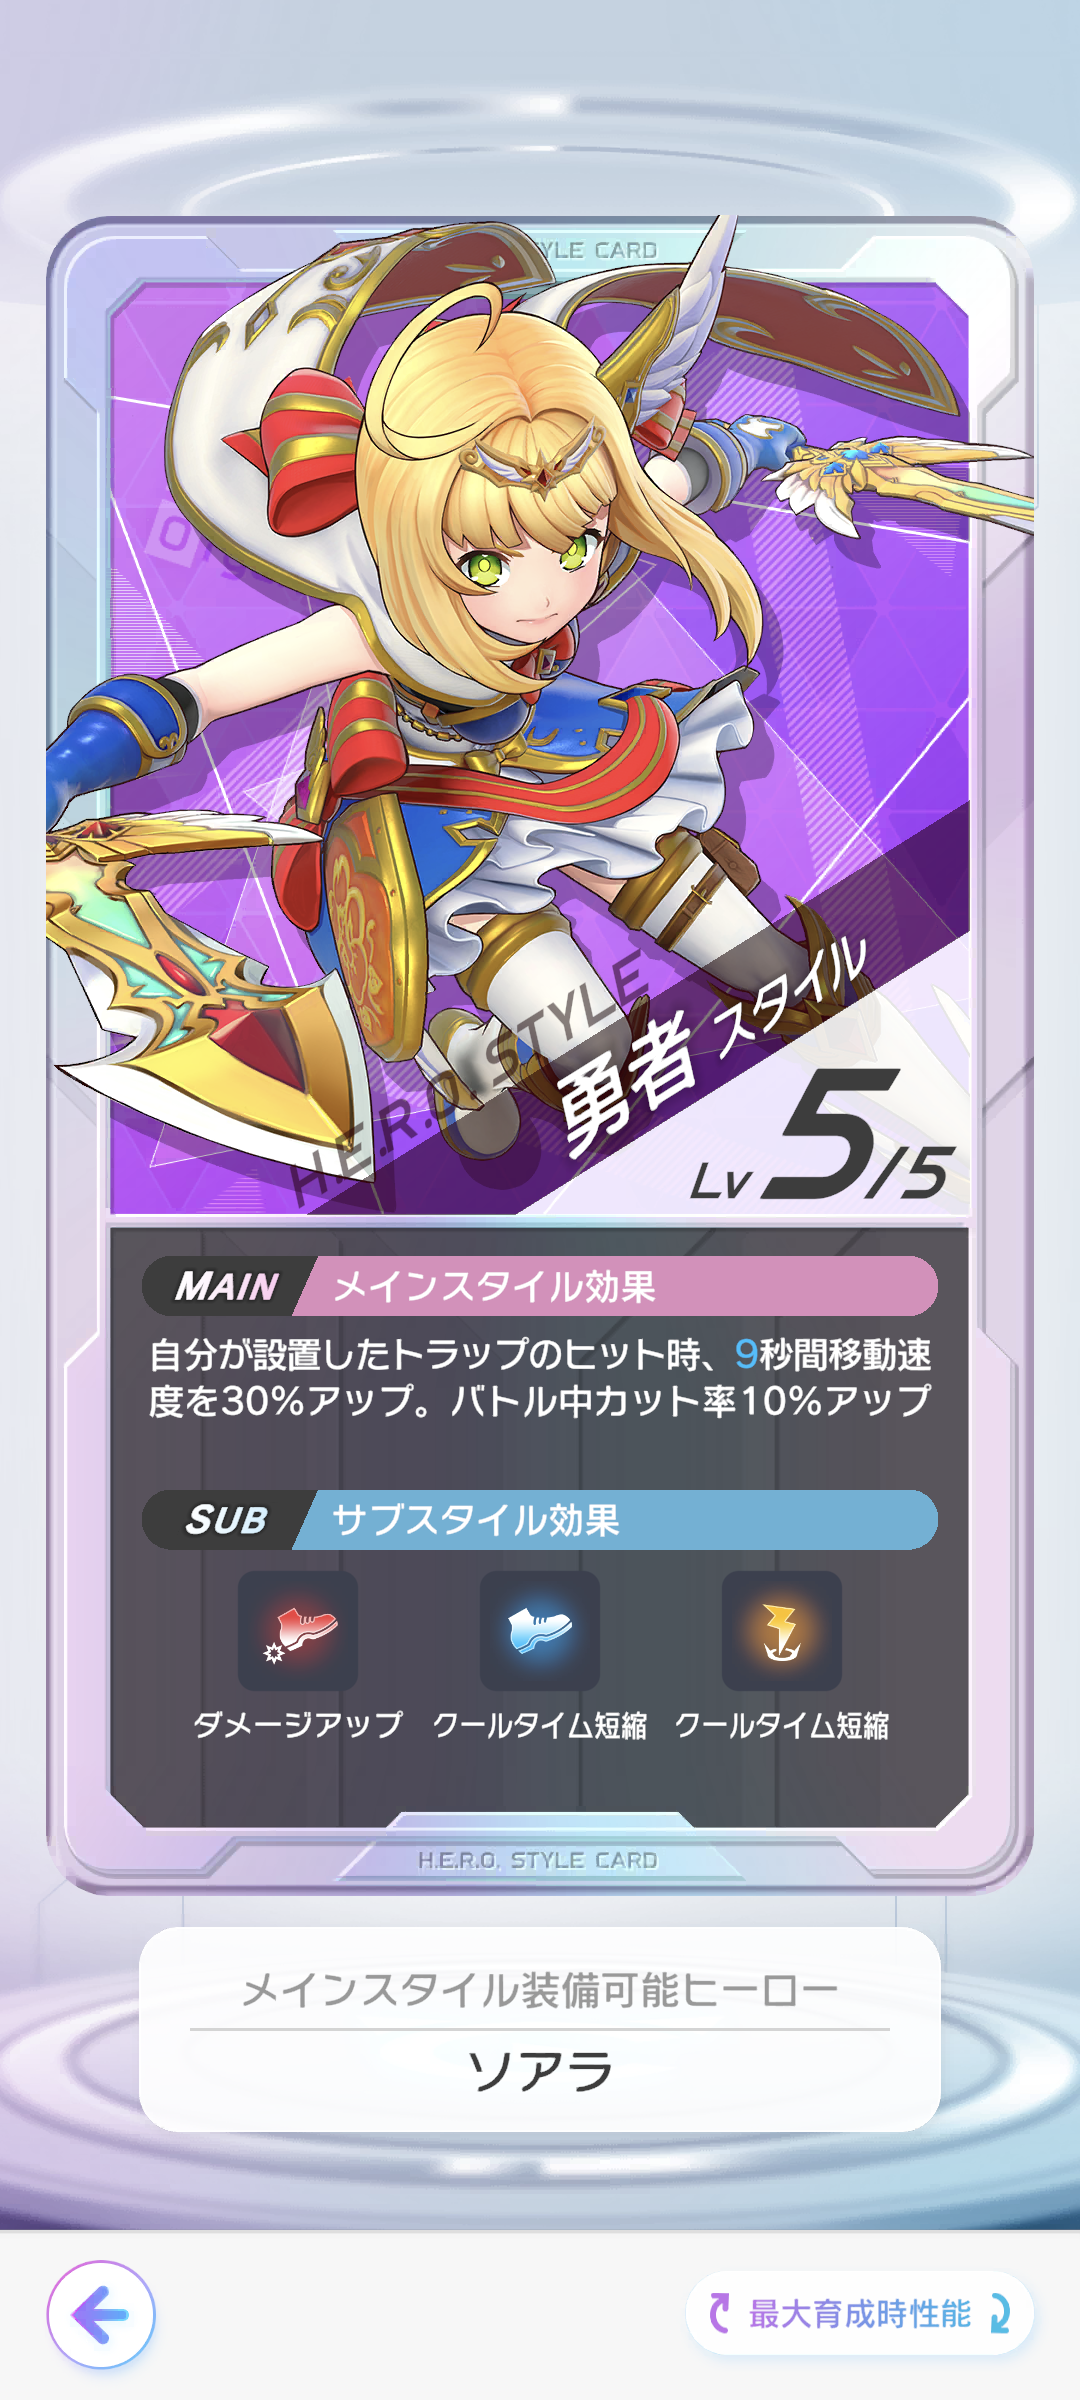 STYLE CARD
H.E.R.O. STYLE
勇者 スタイル
Lv 5/5
MAIN メインスタイル効果
自分が設置したトラップのヒット時、9秒間移動速
度を30%アップ。バトル中カット率10%アップ
SUB サブスタイル効果
ダメージアップ クールタイム短縮 クールタイム短縮
H.E.R.O. STYLE CARD
メインスタイル装備可能ヒーロー
ソアラ
最大育成時性能